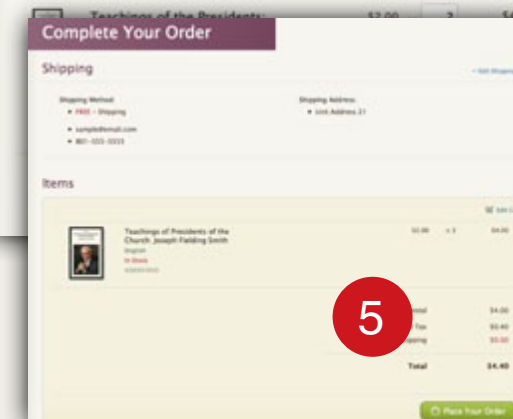 Teachings of the Presidents: $2.00 2 $4
Complete Your Order
Shipping
Shipping Method
Shipping Address:
• FREE - Shipping
• Unit Address 21
• sample@email.com
• 801-555-5555
Items
Teachings of Presidents of the $2.00 x 2 $4.00
Church: Joseph Fielding Smith
English
In Stock
5
$4.00
Tax $0.40
$0.00
Total $4.40
Place Your Order